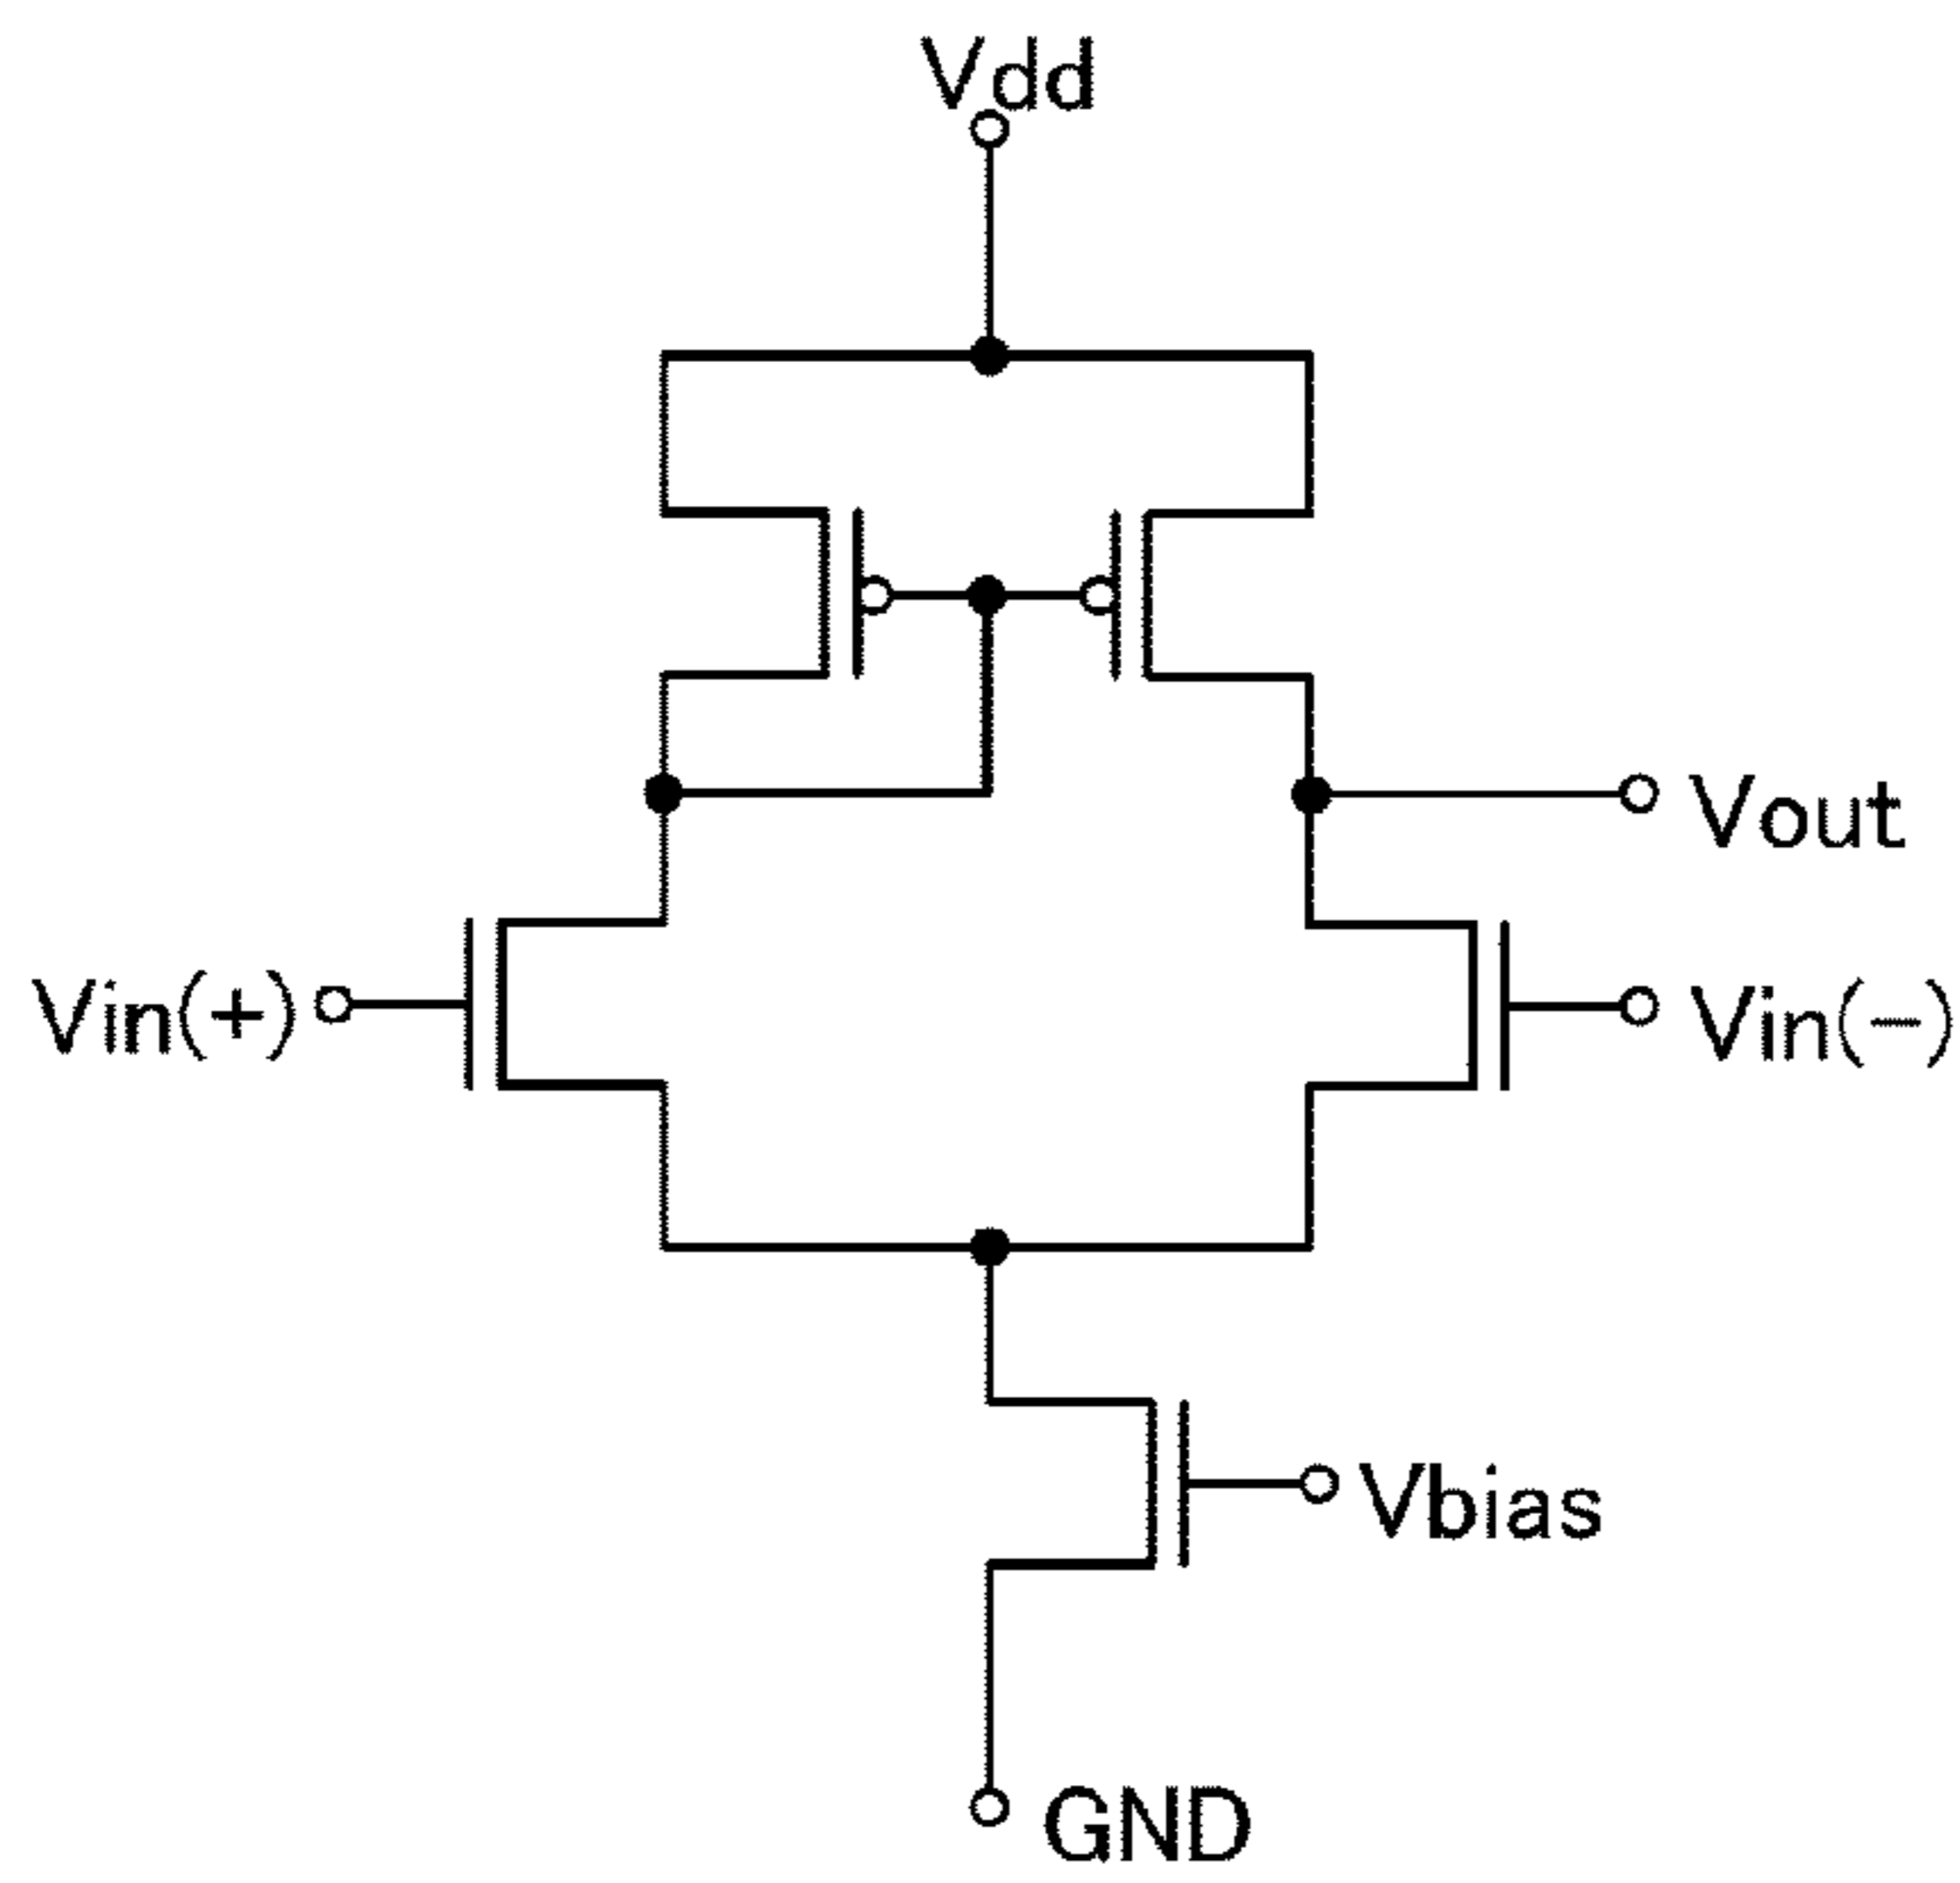 Vdd
Vout
Vin(+)
Vin(-)
Vbias
GND